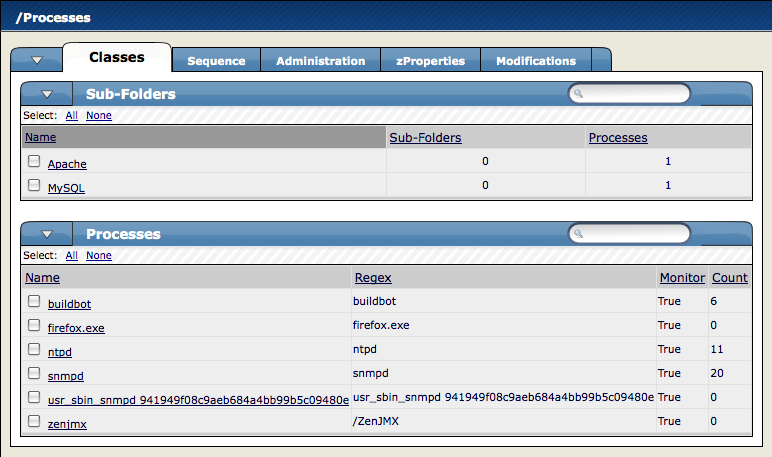 /Processes
Classes Sequence Administration zProperties Modifications
Sub-Folders
Select: All None
Name Sub-Folders Processes
Apache 0 1
MySQL 0 1
Processes
Select: All None
Name Regex Monitor Count
buildbot buildbot True 6
firefox.exe firefox.exe True 0
ntpd ntpd True 11
snmpd snmpd True 20
usr_sbin_snmpd 941949f08c9aeb684a4bb99b5c09480e usr_sbin_snmpd 941949f08c9aeb684a4bb99b5c09480e True 0
zenjmx /ZenJMX True 0